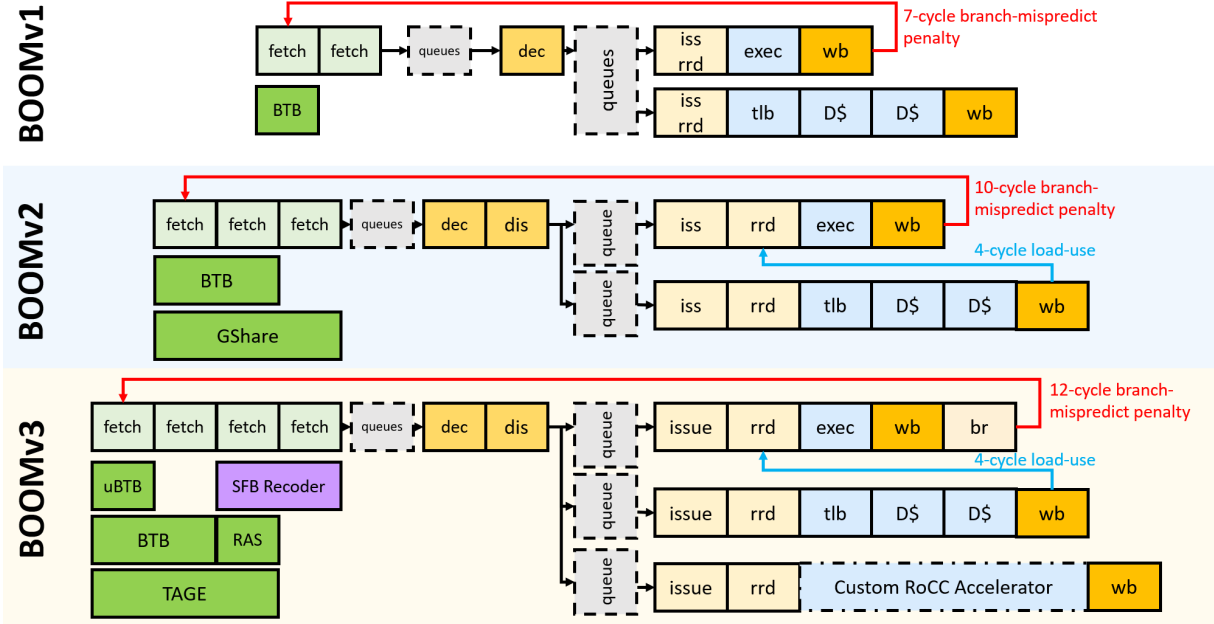 BOOMv1
7-cycle branch-mispredict
penalty
fetch fetch queues dec queues iss rrd exec wb
BTB
iss rrd tlb D$ D$ wb
BOOMv2
10-cycle branch-
mispredict penalty
fetch fetch fetch queues dec dis queue iss rrd exec wb
4-cycle load-use
BTB
queue iss rrd tlb D$ D$ wb
GShare
BOOMv3
12-cycle branch-
mispredict penalty
fetch fetch fetch fetch queues dec dis queue issue rrd exec wb br
4-cycle load-use
uBTB SFB Recoder
queue issue rrd tlb D$ D$ wb
BTB RAS
TAGE
queue issue rrd Custom RoCC Accelerator wb